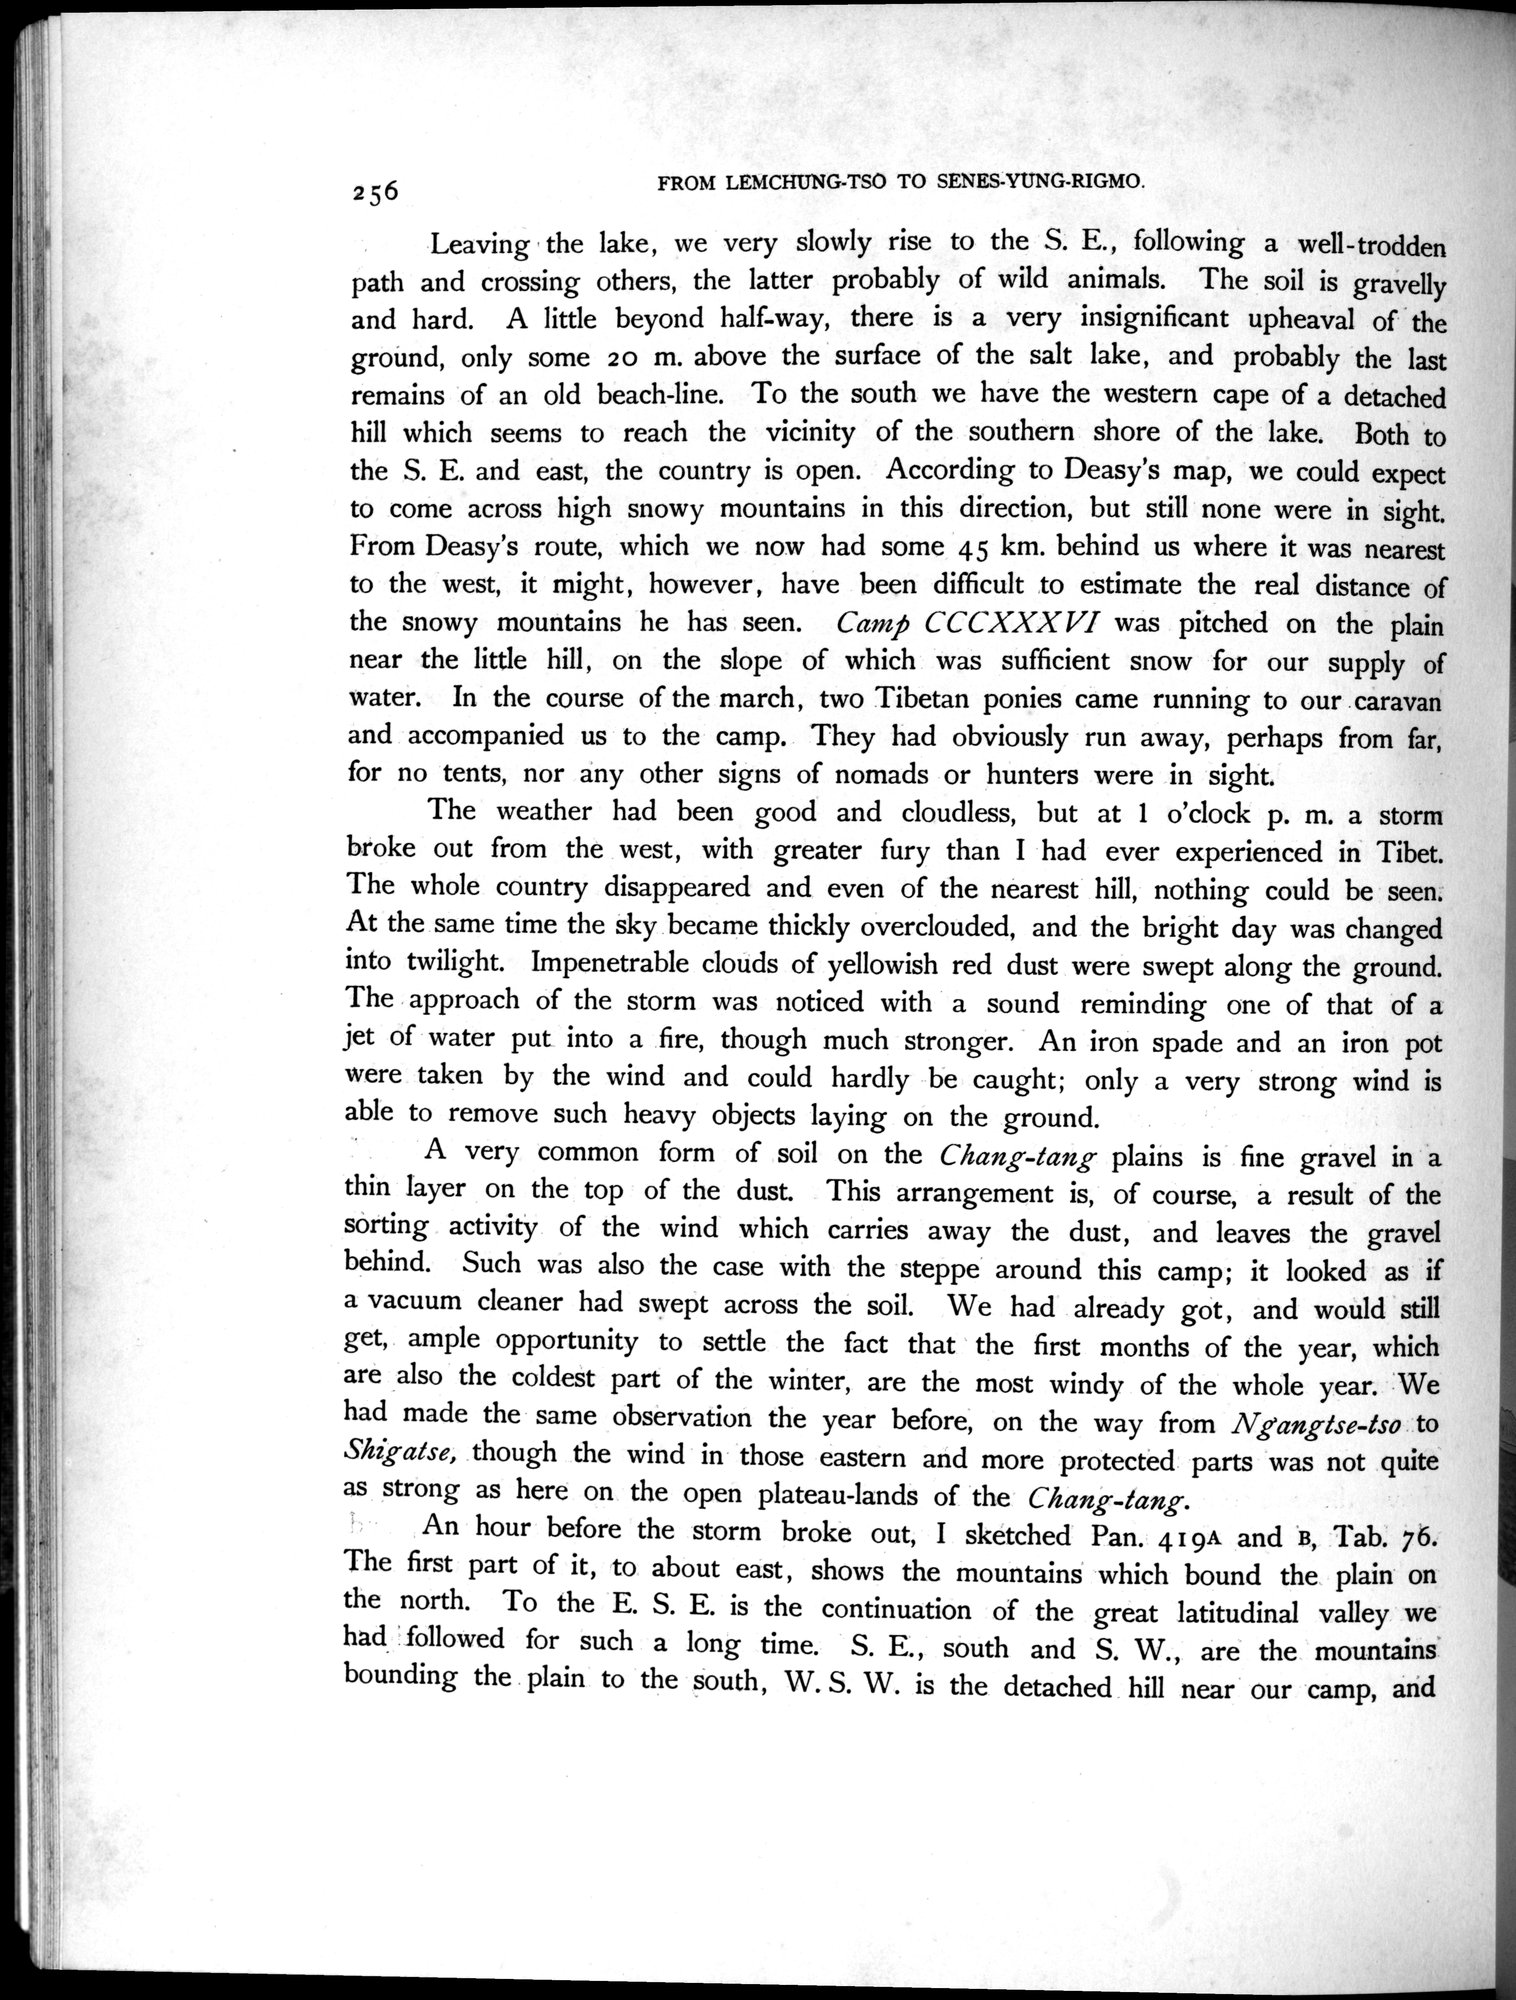 256
FROM LEMCHUNG-TSO TO SENES-YUNG-RIGMO.
Leaving the lake, we very slowly rise to the S. E., following a well-trodden
path and crossing others, the latter probably of wild animals. The soil is gravelly
and hard. A little beyond half-way, there is a very insignificant upheaval of the
ground, only some 20 m. above the surface of the salt lake, and probably the last
remains of an old beach-line. To the south we have the western cape of a detached
hill which seems to reach the vicinity of the southern shore of the lake. Both to
the S. E. and east, the country is open. According to Deasy's map, we could expect
to come across high snowy mountains in this direction, but still none were in sight.
From Deasy's route, which we now had some 45 km. behind us where it was nearest
to the west, it might, however, have been difficult to estimate the real distance of
the snowy mountains he has seen. Camp CCCXXXVI was pitched on the plain
near the little hill, on the slope of which was sufficient snow for our supply of
water. In the course of the march, two Tibetan ponies came running to our caravan
and accompanied us to the camp. They had obviously run away, perhaps from far,
for no tents, nor any other signs of nomads or hunters were in sight.
The weather had been good and cloudless, but at 1 o'clock p. m. a storm
broke out from the west, with greater fury than I had ever experienced in Tibet.
The whole country disappeared and even of the nearest hill, nothing could be seen.
At the same time the sky became thickly overclouded, and the bright day was changed
into twilight. Impenetrable clouds of yellowish red dust were swept along the ground.
The approach of the storm was noticed with a sound reminding one of that of a
jet of water put into a fire, though much stronger. An iron spade and an iron pot
were taken by the wind and could hardly be caught; only a very strong wind is
able to remove such heavy objects laying on the ground.
A very common form of soil on the Chang-tang plains is fine gravel in a
thin layer on the top of the dust. This arrangement is, of course, a result of the
sorting activity of the wind which carries away the dust, and leaves the gravel
behind. Such was also the case with the steppe around this camp; it looked as if
a vacuum cleaner had swept across the soil. We had already got, and would still
get, ample opportunity to settle the fact that the first months of the year, which
are also the coldest part of the winter, are the most windy of the whole year. We
had made the same observation the year before, on the way from Ngangtse-tso to
Shigatse, though the wind in those eastern and more protected parts was not quite
as strong as here on the open plateau-lands of the Chang-tang.
An hour before the storm broke out, I sketched Pan. 419A and B, Tab. 76.
The first part of it, to about east, shows the mountains which bound the plain on
the north. To the E. S. E. is the continuation of the great latitudinal valley we
had followed for such a long time. S. E., south and S. W., are the mountains
bounding the plain to the south, W. S. W. is the detached hill near our camp, and